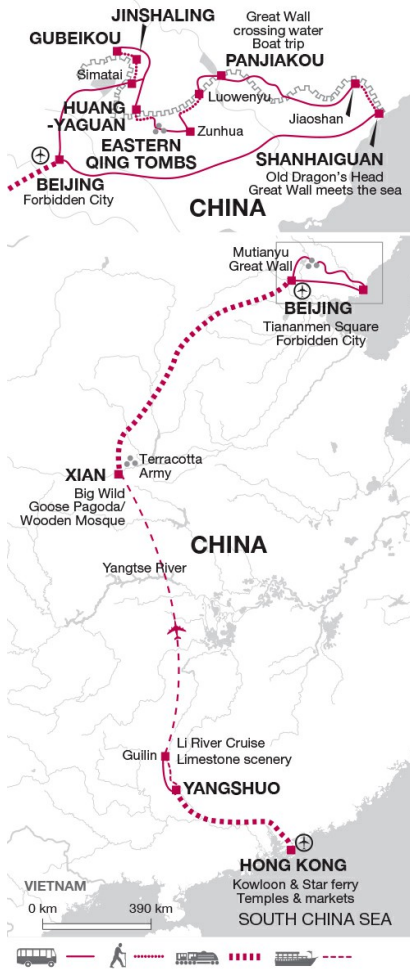 JINSHALING
GUBEIKOU
Great Wall
crossing water
Boat trip
PANJIAKOU
Simatai
Luowenyu
HUANG
-YAGUAN
Jiaoshan
Zunhua
EASTERN
QING TOMBS
SHANHAIGUAN
Old Dragon's Head
Great Wall meets the sea
BEIJING
Forbidden City
CHINA
Mutianyu
Great Wall
BEIJING
Tiananmen Square
Forbidden City
Terracotta
Army
XIAN
Big Wild
Goose Pagoda/
Wooden Mosque
CHINA
Yangtse River
Guilin
Li River Cruise
Limestone scenery
YANGSHUO
HONG KONG
Kowloon & Star ferry
Temples & markets
VIETNAM
0 km 390 km
SOUTH CHINA SEA